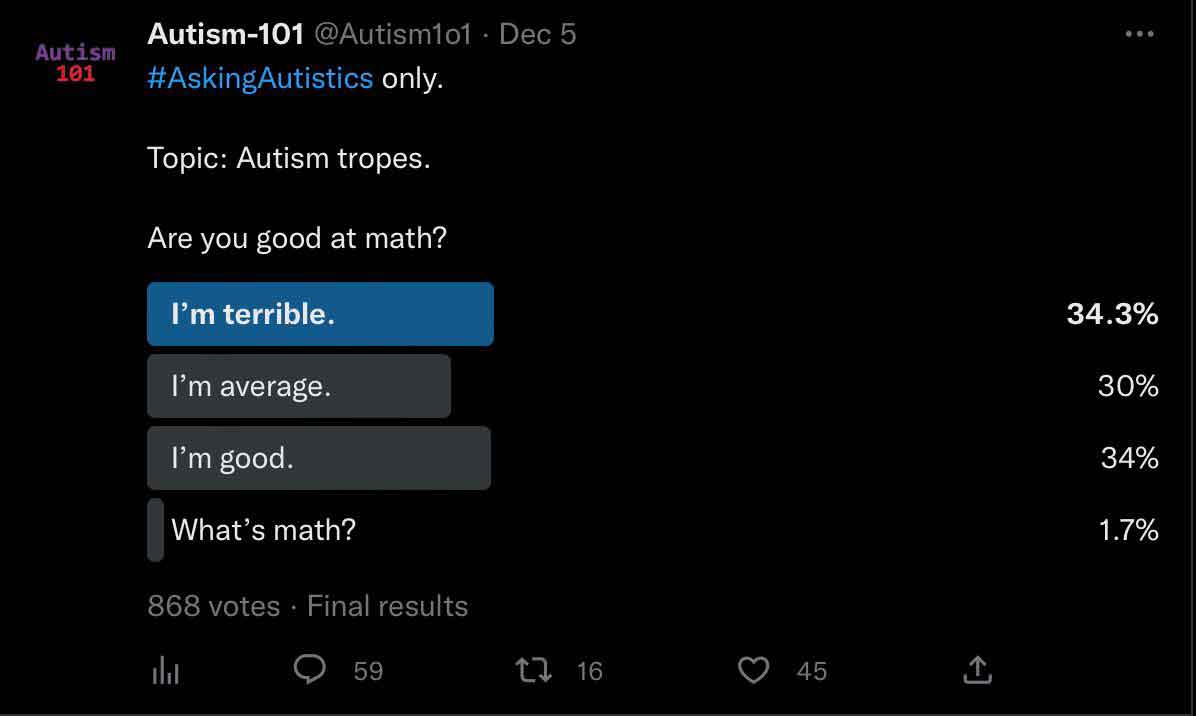 Autism
101
Autism-101 @Autism1o1 · Dec 5
#AskingAutistics only.
Topic: Autism tropes.
Are you good at math?
I’m terrible. 34.3%
I’m average. 30%
I’m good. 34%
What’s math? 1.7%
868 votes · Final results
59 16 45